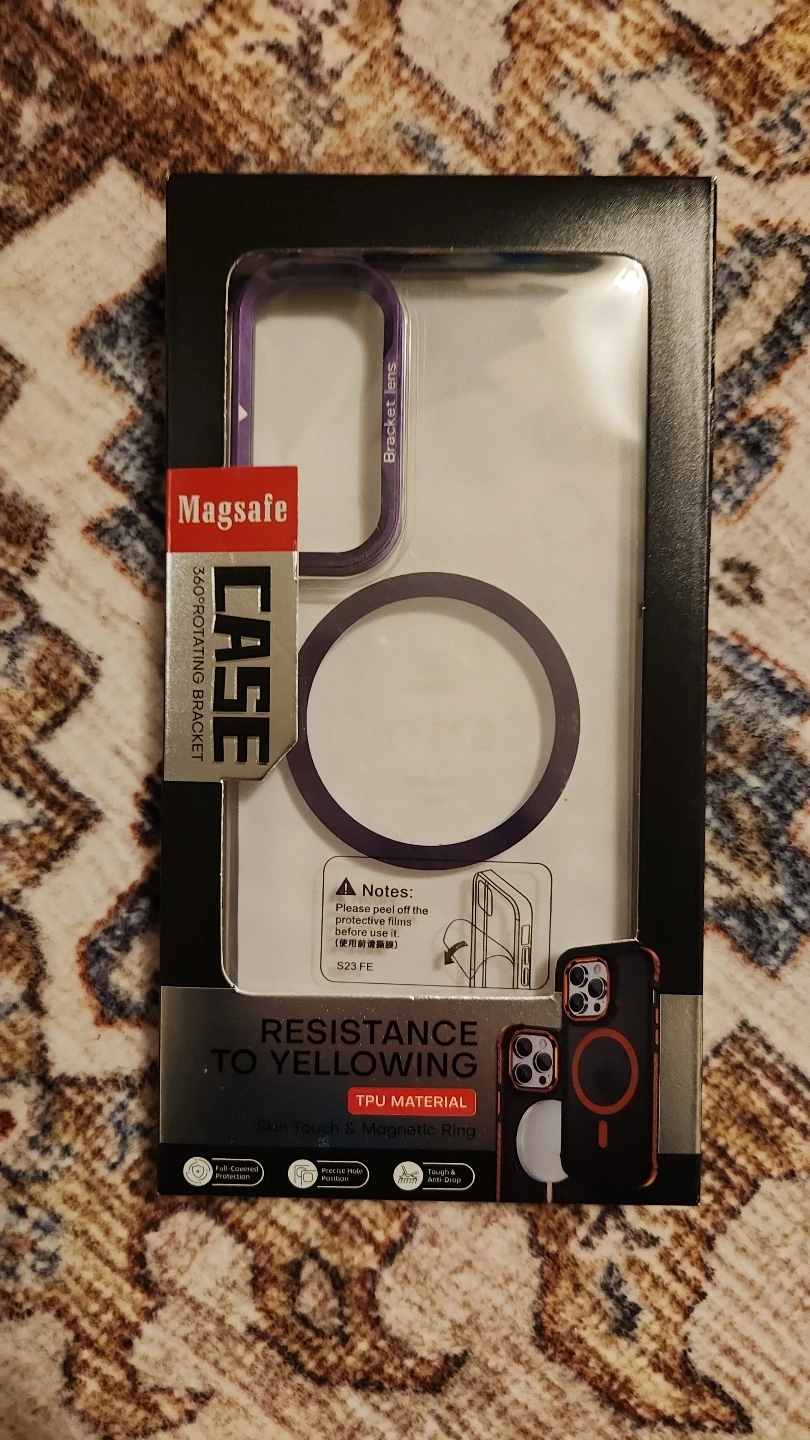 Bracket lens
Magsafe
CASE
360°ROTATING BRACKET
Notes:
Please peel off the
protective films
before use it.
(使用前请撕膜)
S23 FE
RESISTANCE
TO YELLOWING
TPU MATERIAL
Skin Touch & Magnetic Ring
Full-Covered
Protection
Precise Hole
Position
Tough &
Anti-Drop